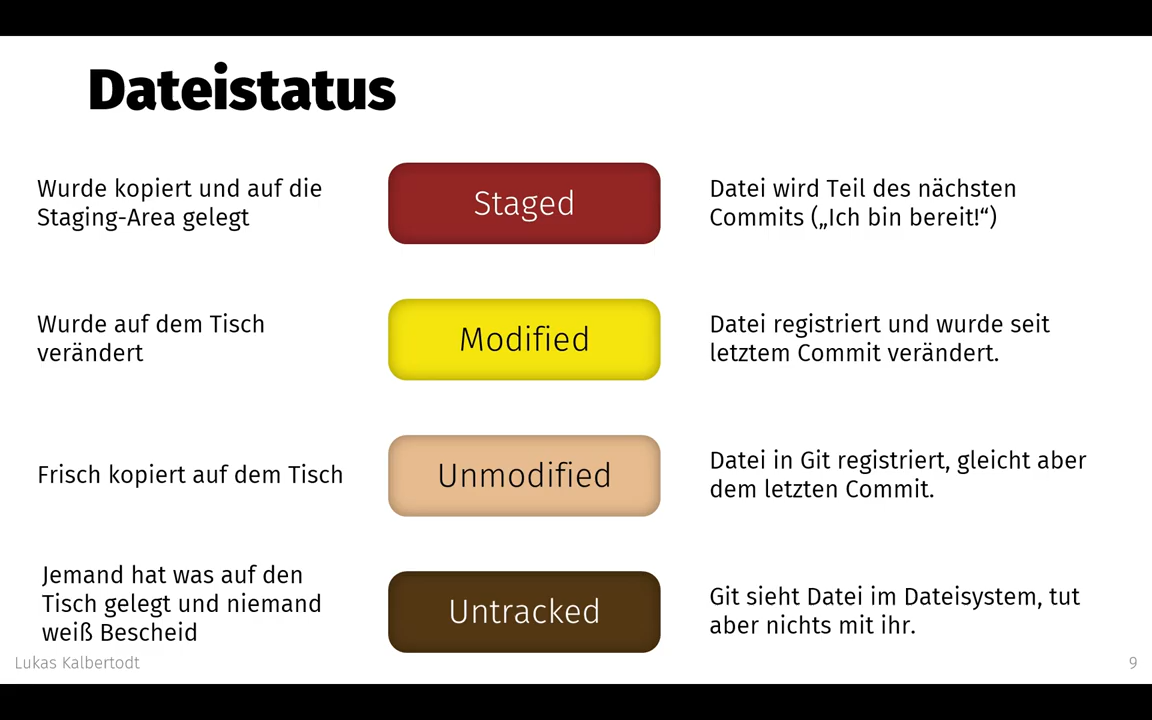 Dateistatus
Wurde kopiert und auf die
Staging-Area gelegt
Staged
Datei wird Teil des nächsten
Commits („Ich bin bereit!“)
Wurde auf dem Tisch
verändert
Modified
Datei registriert und wurde seit
letztem Commit verändert.
Frisch kopiert auf dem Tisch
Unmodified
Datei in Git registriert, gleicht aber
dem letzten Commit.
Jemand hat was auf den
Tisch gelegt und niemand
weiß Bescheid
Untracked
Git sieht Datei im Dateisystem, tut
aber nichts mit ihr.
Lukas Kalbertodt
9